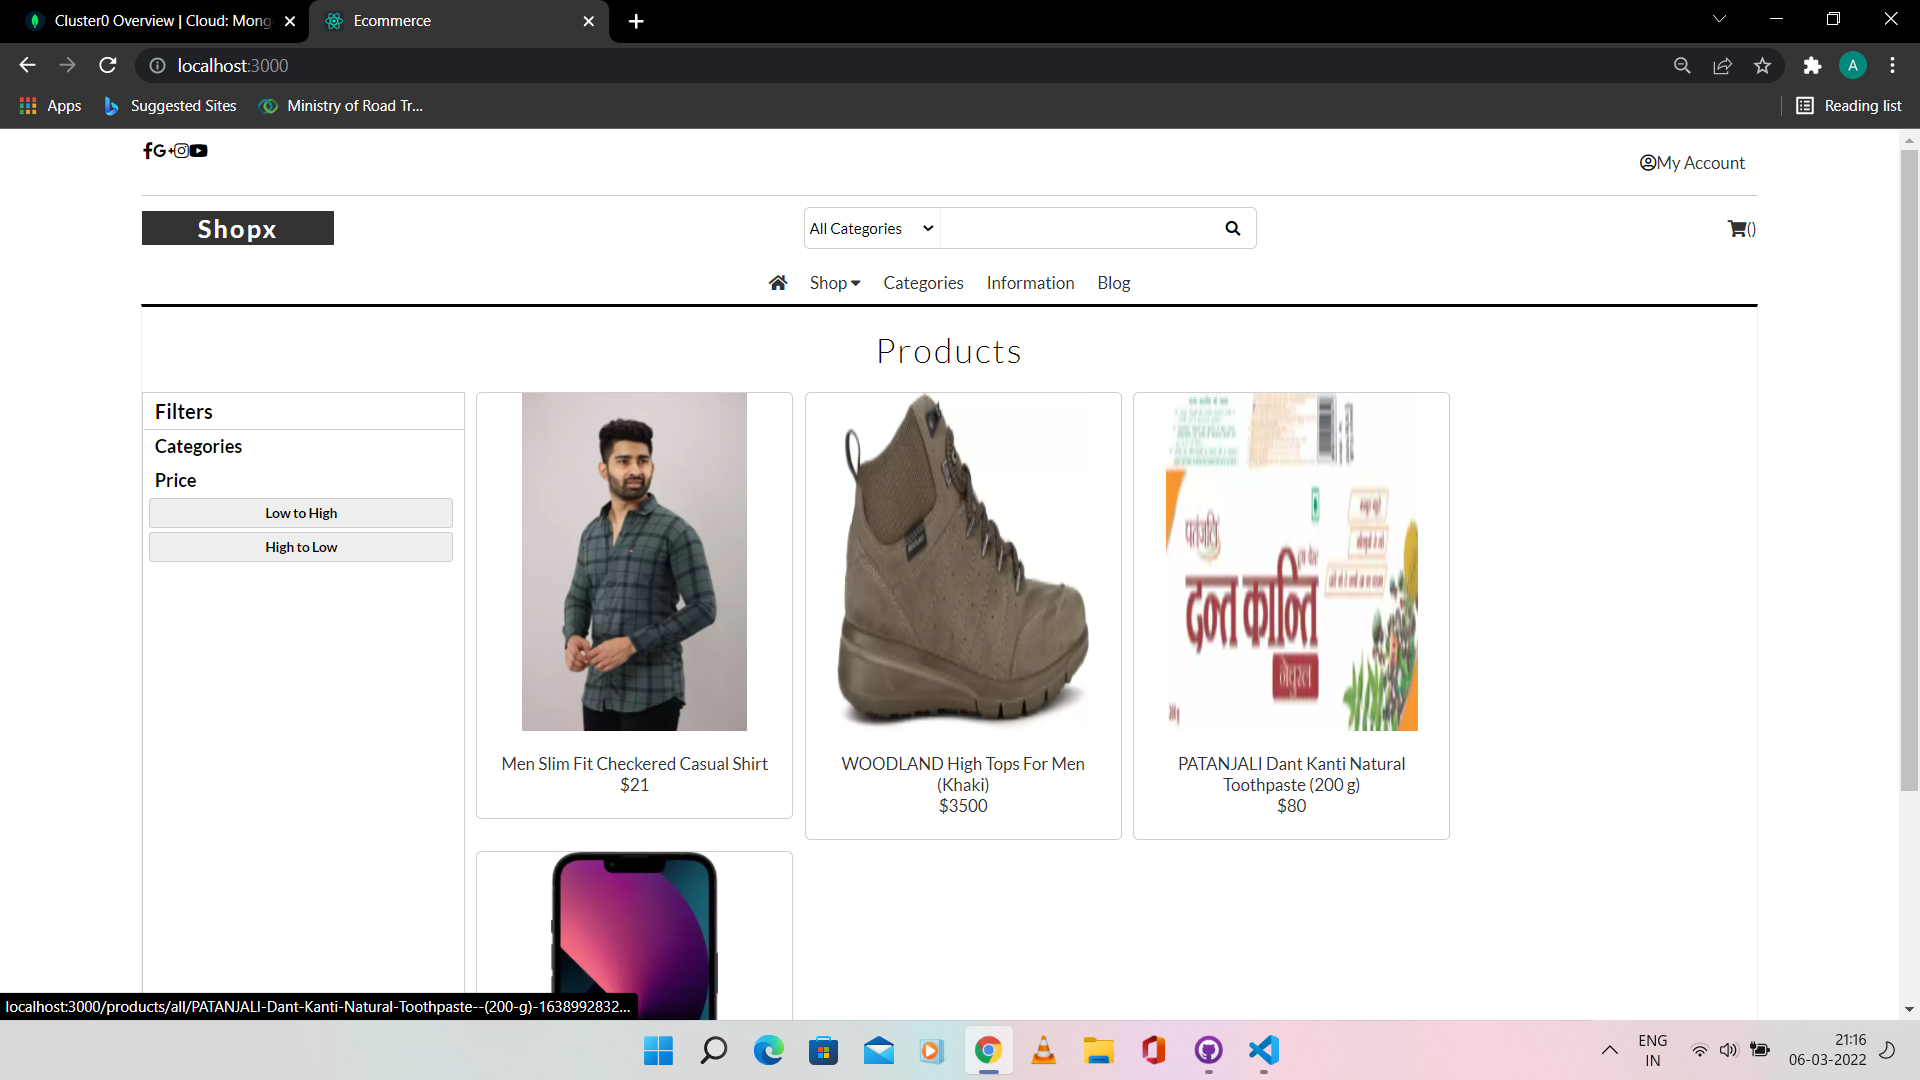 Cluster0 Overview | Cloud: Mong
Ecommerce
localhost:3000
A
Apps
Suggested Sites
Ministry of Road Tr...
Reading list
My Account
Shopx
All Categories
()
Shop
Categories
Information
Blog
Products
Filters
Categories
Price
Low to High
High to Low
Men Slim Fit Checkered Casual Shirt
$21
WOODLAND High Tops For Men
(Khaki)
$3500
पतंजलि
दन्त कान्ति
नेचुरल
PATANJALI Dant Kanti Natural
Toothpaste (200 g)
$80
localhost:3000/products/all/PATANJALI-Dant-Kanti-Natural-Toothpaste--(200-g)-1638992832...
ENG
IN
21:16
06-03-2022